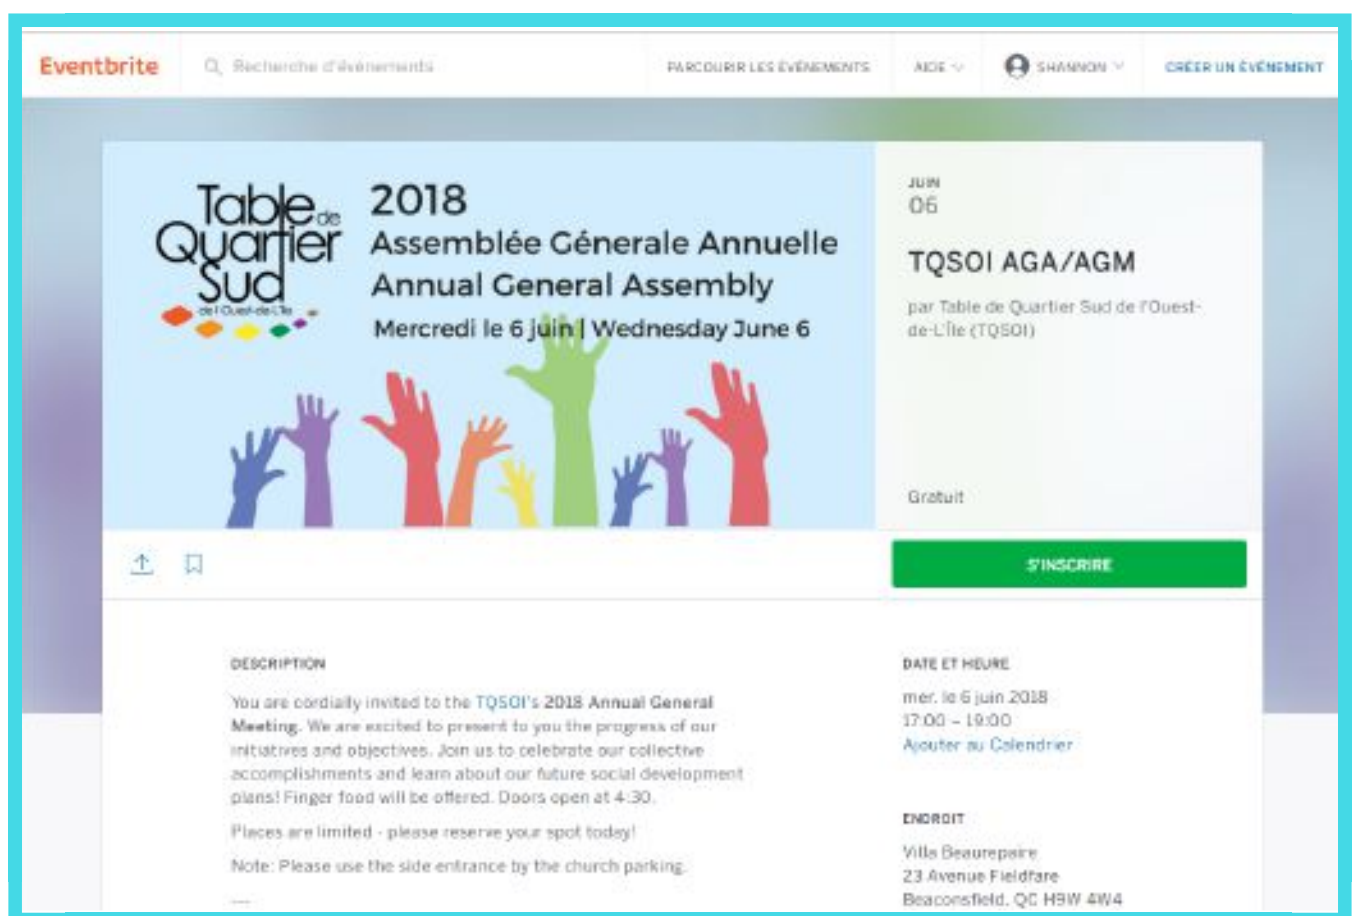 Eventbrite
Recherche d'événements
PARCOURIR LES ÉVÉNEMENTS
AIDE
SHANNON
CRÉER UN ÉVÉNEMENT
Table de
Quartier
Sud
de l'Ouest-de-L'Île
2018
Assemblée Génerale Annuelle
Annual General Assembly
Mercredi le 6 juin | Wednesday June 6
JUIN
06
TQSOI AGA/AGM
par Table de Quartier Sud de l'Ouest-
de-L'Île (TQSOI)
Gratuit
S'INSCRIRE
DESCRIPTION
You are cordially invited to the TQSOI's 2018 Annual General
Meeting. We are excited to present to you the progress of our
initiatives and objectives. Join us to celebrate our collective
accomplishments and learn about our future social development
plans! Finger food will be offered. Doors open at 4:30.
Places are limited - please reserve your spot today!
Note: Please use the side entrance by the church parking.
---
DATE ET HEURE
mer. le 6 juin 2018
17:00 – 19:00
Ajouter au Calendrier
ENDROIT
Villa Beaurepaire
23 Avenue Fieldfare
Beaconsfield, QC H9W 4W4